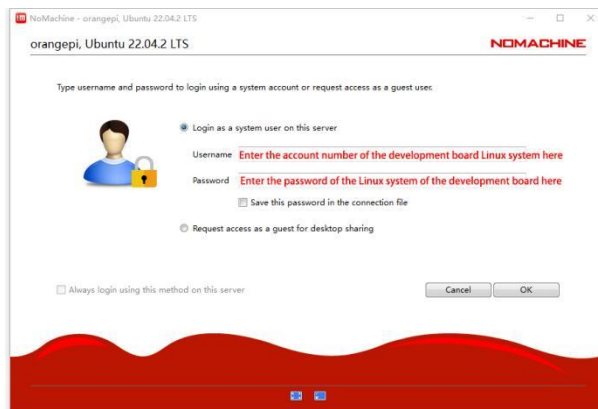 NoMachine - orangepi, Ubuntu 22.04.2 LTS
orangepi, Ubuntu 22.04.2 LTS
NOMACHINE
Type username and password to login using a system account or request access as a guest user.
Login as a system user on this server
Username Enter the account number of the development board Linux system here
Password Enter the password of the Linux system of the development board here
Save this password in the connection file
Request access as a guest for desktop sharing
Always login using this method on this server
Cancel OK